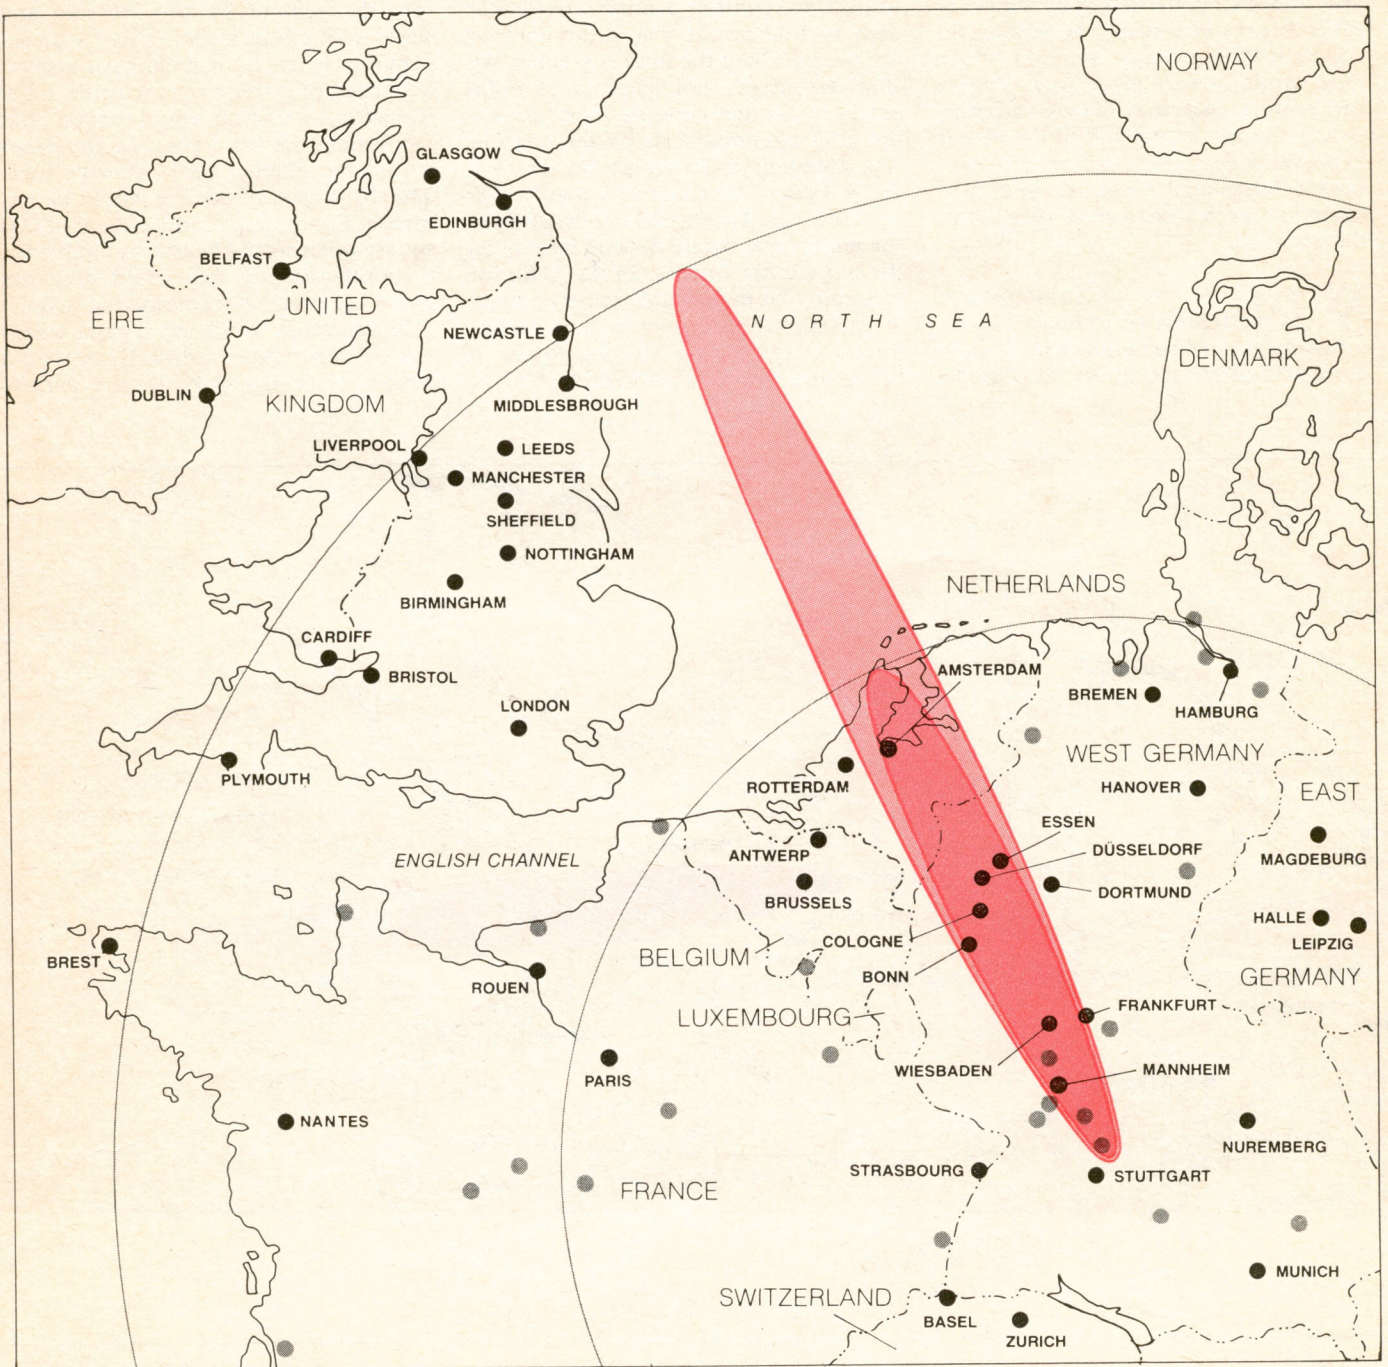 NORWAY
GLASGOW
EDINBURGH
BELFAST
UNITED
EIRE
NORTH SEA
NEWCASTLE
DENMARK
DUBLIN
KINGDOM
MIDDLESBROUGH
LIVERPOOL
LEEDS
MANCHESTER
SHEFFIELD
NOTTINGHAM
NETHERLANDS
BIRMINGHAM
CARDIFF
AMSTERDAM
BRISTOL
BREMEN
LONDON
HAMBURG
WEST GERMANY
PLYMOUTH
ROTTERDAM
HANOVER
EAST
ESSEN
ANTWERP
DÜSSELDORF
MAGDEBURG
ENGLISH CHANNEL
DORTMUND
BRUSSELS
HALLE
COLOGNE
LEIPZIG
BELGIUM
BREST
BONN
GERMANY
ROUEN
FRANKFURT
LUXEMBOURG
WIESBADEN
MANNHEIM
PARIS
NANTES
NUREMBERG
STRASBOURG
STUTTGART
FRANCE
MUNICH
SWITZERLAND
BASEL
ZURICH